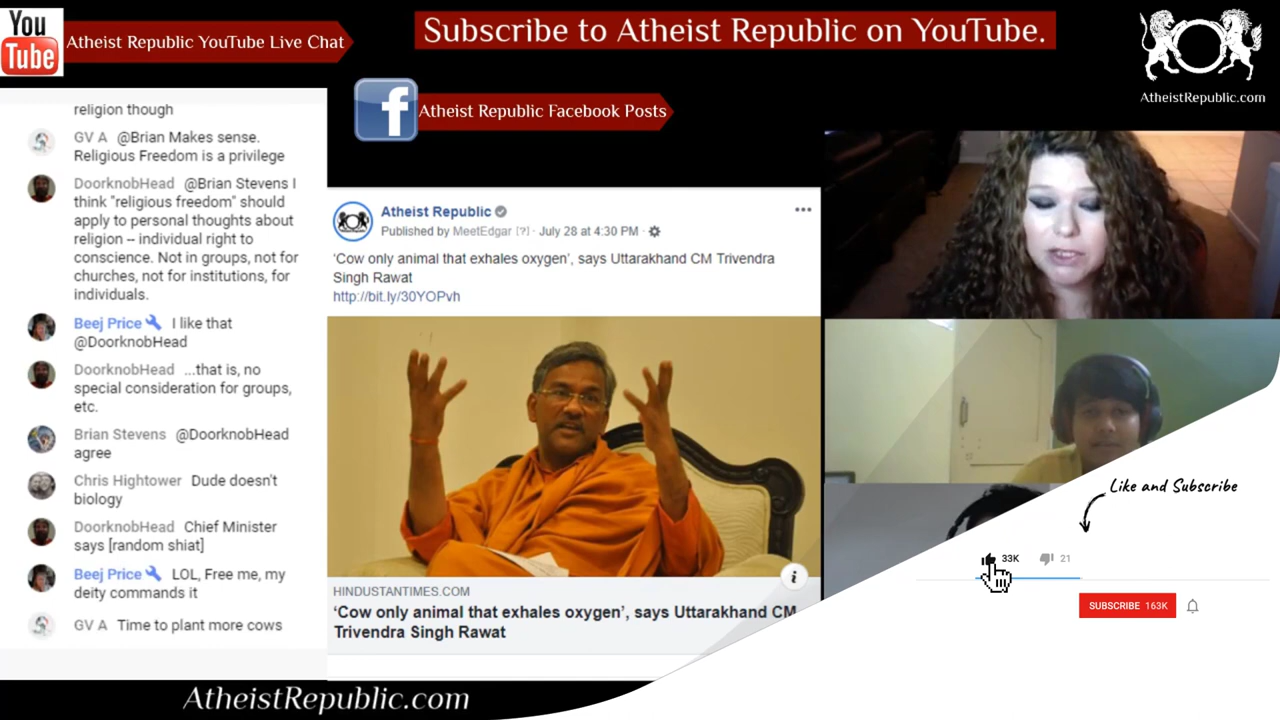 You
Tube
Atheist Republic YouTube Live Chat
Subscribe to Atheist Republic on YouTube.
AtheistRepublic.com
Atheist Republic Facebook Posts
religion though
GV A @Brian Makes sense.
Religious Freedom is a privilege
DoorknobHead @Brian Stevens I
think "religious freedom" should
apply to personal thoughts about
religion -- individual right to
conscience. Not in groups, not for
churches, not for institutions, for
individuals.
Beej Price I like that
@DoorknobHead
DoorknobHead ...that is, no
special consideration for groups,
etc.
Brian Stevens @DoorknobHead
agree
Chris Hightower Dude doesn't
biology
DoorknobHead Chief Minister
says [random shiat]
Beej Price LOL, Free me, my
deity commands it
GV A Time to plant more cows
Atheist Republic
Published by MeetEdgar [?] · July 28 at 4:30 PM ·
‘Cow only animal that exhales oxygen’, says Uttarakhand CM Trivendra
Singh Rawat
http://bit.ly/30YOPvh
HINDUSTANTIMES.COM
‘Cow only animal that exhales oxygen’, says Uttarakhand CM
Trivendra Singh Rawat
Like and Subscribe
33K 21
SUBSCRIBE 163K
AtheistRepublic.com